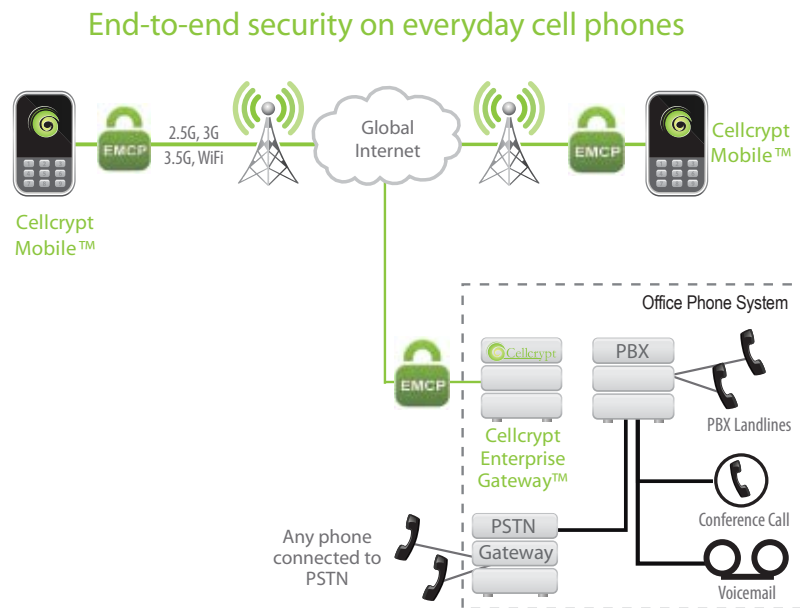 End-to-end security on everyday cell phones
EMCP
2.5G, 3G
3.5G, WiFi
Global
Internet
EMCP
Cellcrypt
Mobile™
Cellcrypt
Mobile™
Office Phone System
EMCP
Cellcrypt
PBX
PBX Landlines
Cellcrypt
Enterprise
Gateway™
Conference Call
Any phone
connected to
PSTN
PSTN
Gateway
Voicemail